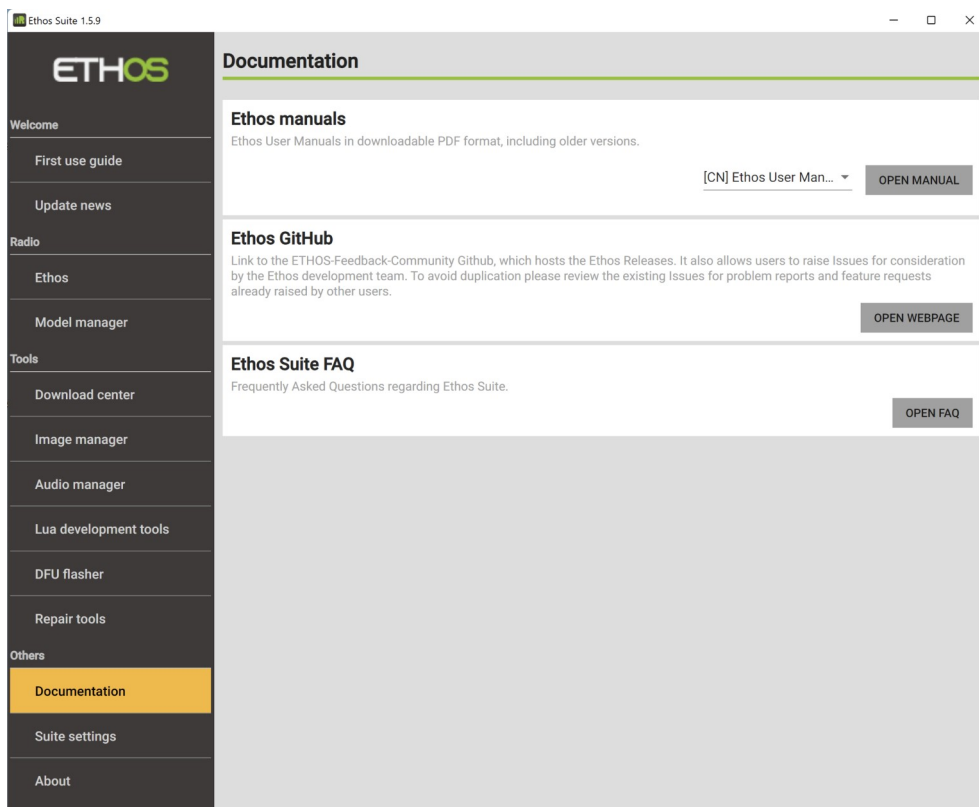 Ethos Suite 1.5.9
ETHOS
Welcome
First use guide
Update news
Radio
Ethos
Model manager
Tools
Download center
Image manager
Audio manager
Lua development tools
DFU flasher
Repair tools
Others
Documentation
Suite settings
About
Documentation
Ethos manuals
Ethos User Manuals in downloadable PDF format, including older versions.
[CN] Ethos User Man...
OPEN MANUAL
Ethos GitHub
Link to the ETHOS-Feedback-Community Github, which hosts the Ethos Releases. It also allows users to raise Issues for consideration
by the Ethos development team. To avoid duplication please review the existing Issues for problem reports and feature requests
already raised by other users.
OPEN WEBPAGE
Ethos Suite FAQ
Frequently Asked Questions regarding Ethos Suite.
OPEN FAQ